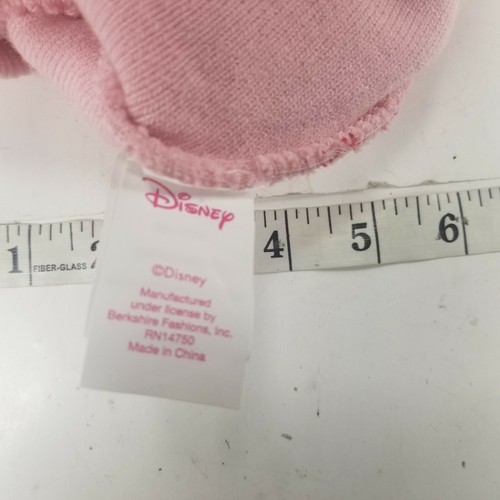 Disney
1 FIBER-GLASS 2 4 5 6
©Disney
Manufactured
under license by
Berkshire Fashions, Inc.
RN14750
Made in China